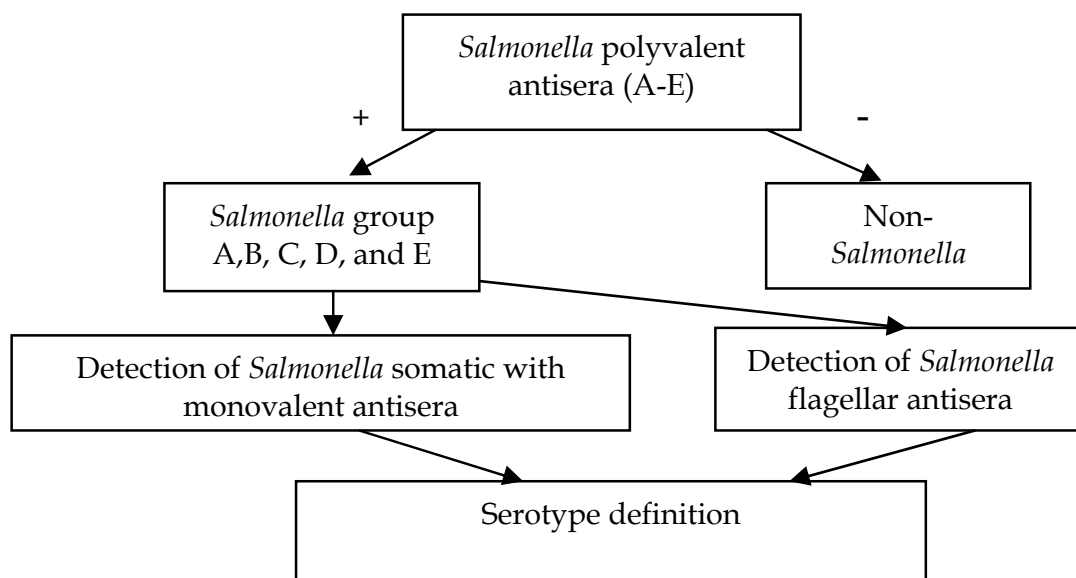 Salmonella polyvalent
antisera (A-E)
+
-
Salmonella group
A,B, C, D, and E
Non-
Salmonella
Detection of Salmonella somatic with
monovalent antisera
Detection of Salmonella
flagellar antisera
Serotype definition